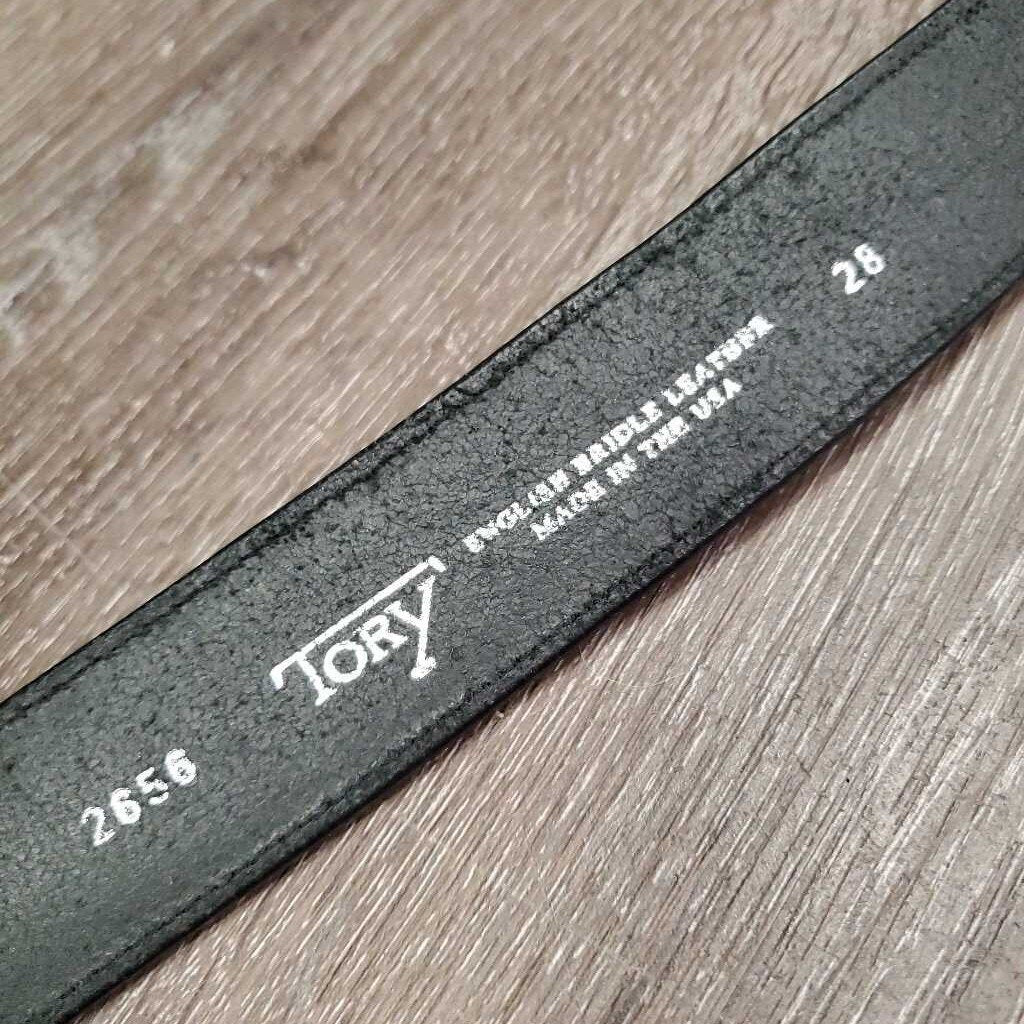 2656
TORY
ENGLISH BRIDLE LEATHER
MADE IN THE USA
28